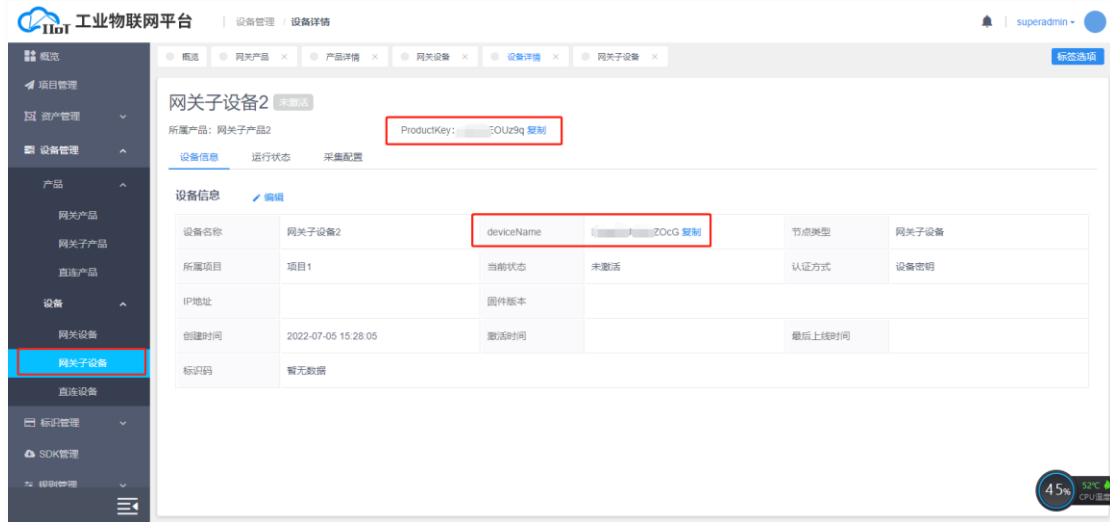 IIoT 工业物联网平台 设备管理 / 设备详情 superadmin
概览 网关产品 × 产品详情 × 网关设备 × 设备详情 × 网关子设备 × 标签选项
概览
项目管理
资产管理
设备管理
产品
网关产品
网关子产品
直连产品
设备
网关设备
网关子设备
直连设备
标识管理
SDK管理
规则管理
网关子设备2 未激活
所属产品：网关子产品2 ProductKey: EOUz9q 复制
设备信息 运行状态 采集配置
设备信息 编辑
设备名称 网关子设备2 deviceName ZOcG 复制 节点类型 网关子设备
所属项目 项目1 当前状态 未激活 认证方式 设备密钥
IP地址 固件版本
创建时间 2022-07-05 15:28:05 激活时间 最后上线时间
标识码 暂无数据
45% 52℃
CPU温度